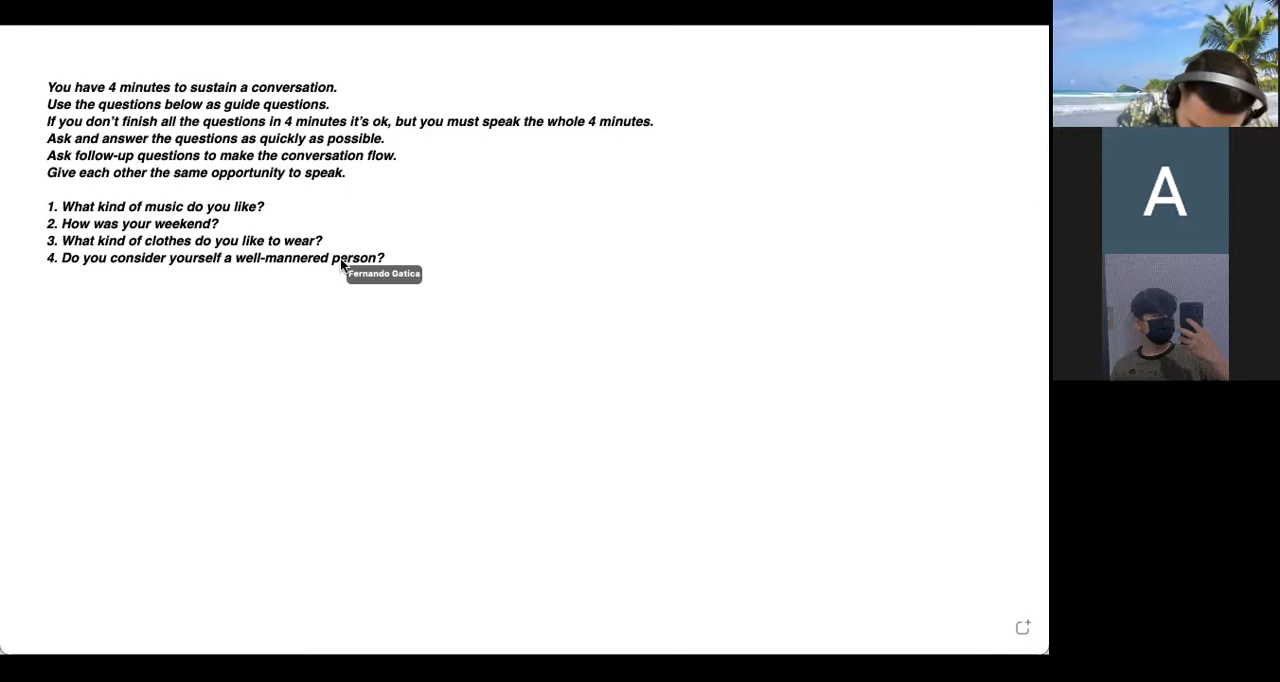 You have 4 minutes to sustain a conversation.
Use the questions below as guide questions.
If you don’t finish all the questions in 4 minutes it’s ok, but you must speak the whole 4 minutes.
Ask and answer the questions as quickly as possible.
Ask follow-up questions to make the conversation flow.
Give each other the same opportunity to speak.
1. What kind of music do you like?
2. How was your weekend?
3. What kind of clothes do you like to wear?
4. Do you consider yourself a well-mannered person?
Fernando Gatica
A